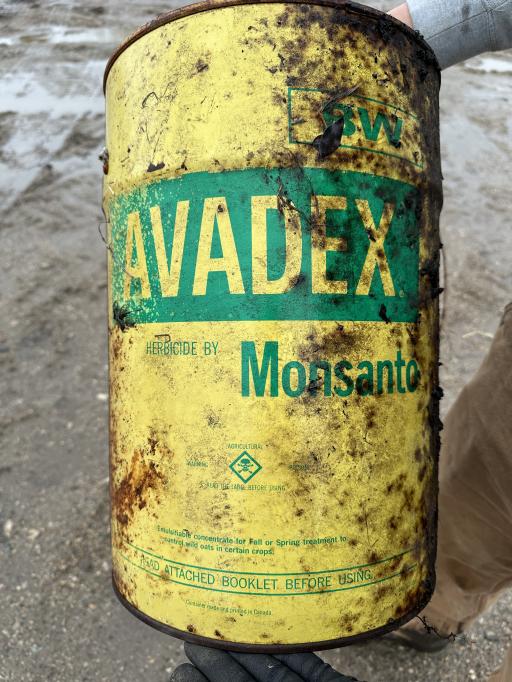 BW
AVADEX
HERBICIDE BY
Monsanto
AGRICULTURAL
WARNING POISON
READ THE LABEL BEFORE USING
Emulsifiable concentrate for Fall or Spring treatment to
control wild oats in certain crops.
READ ATTACHED BOOKLET BEFORE USING
Container made and printed in Canada